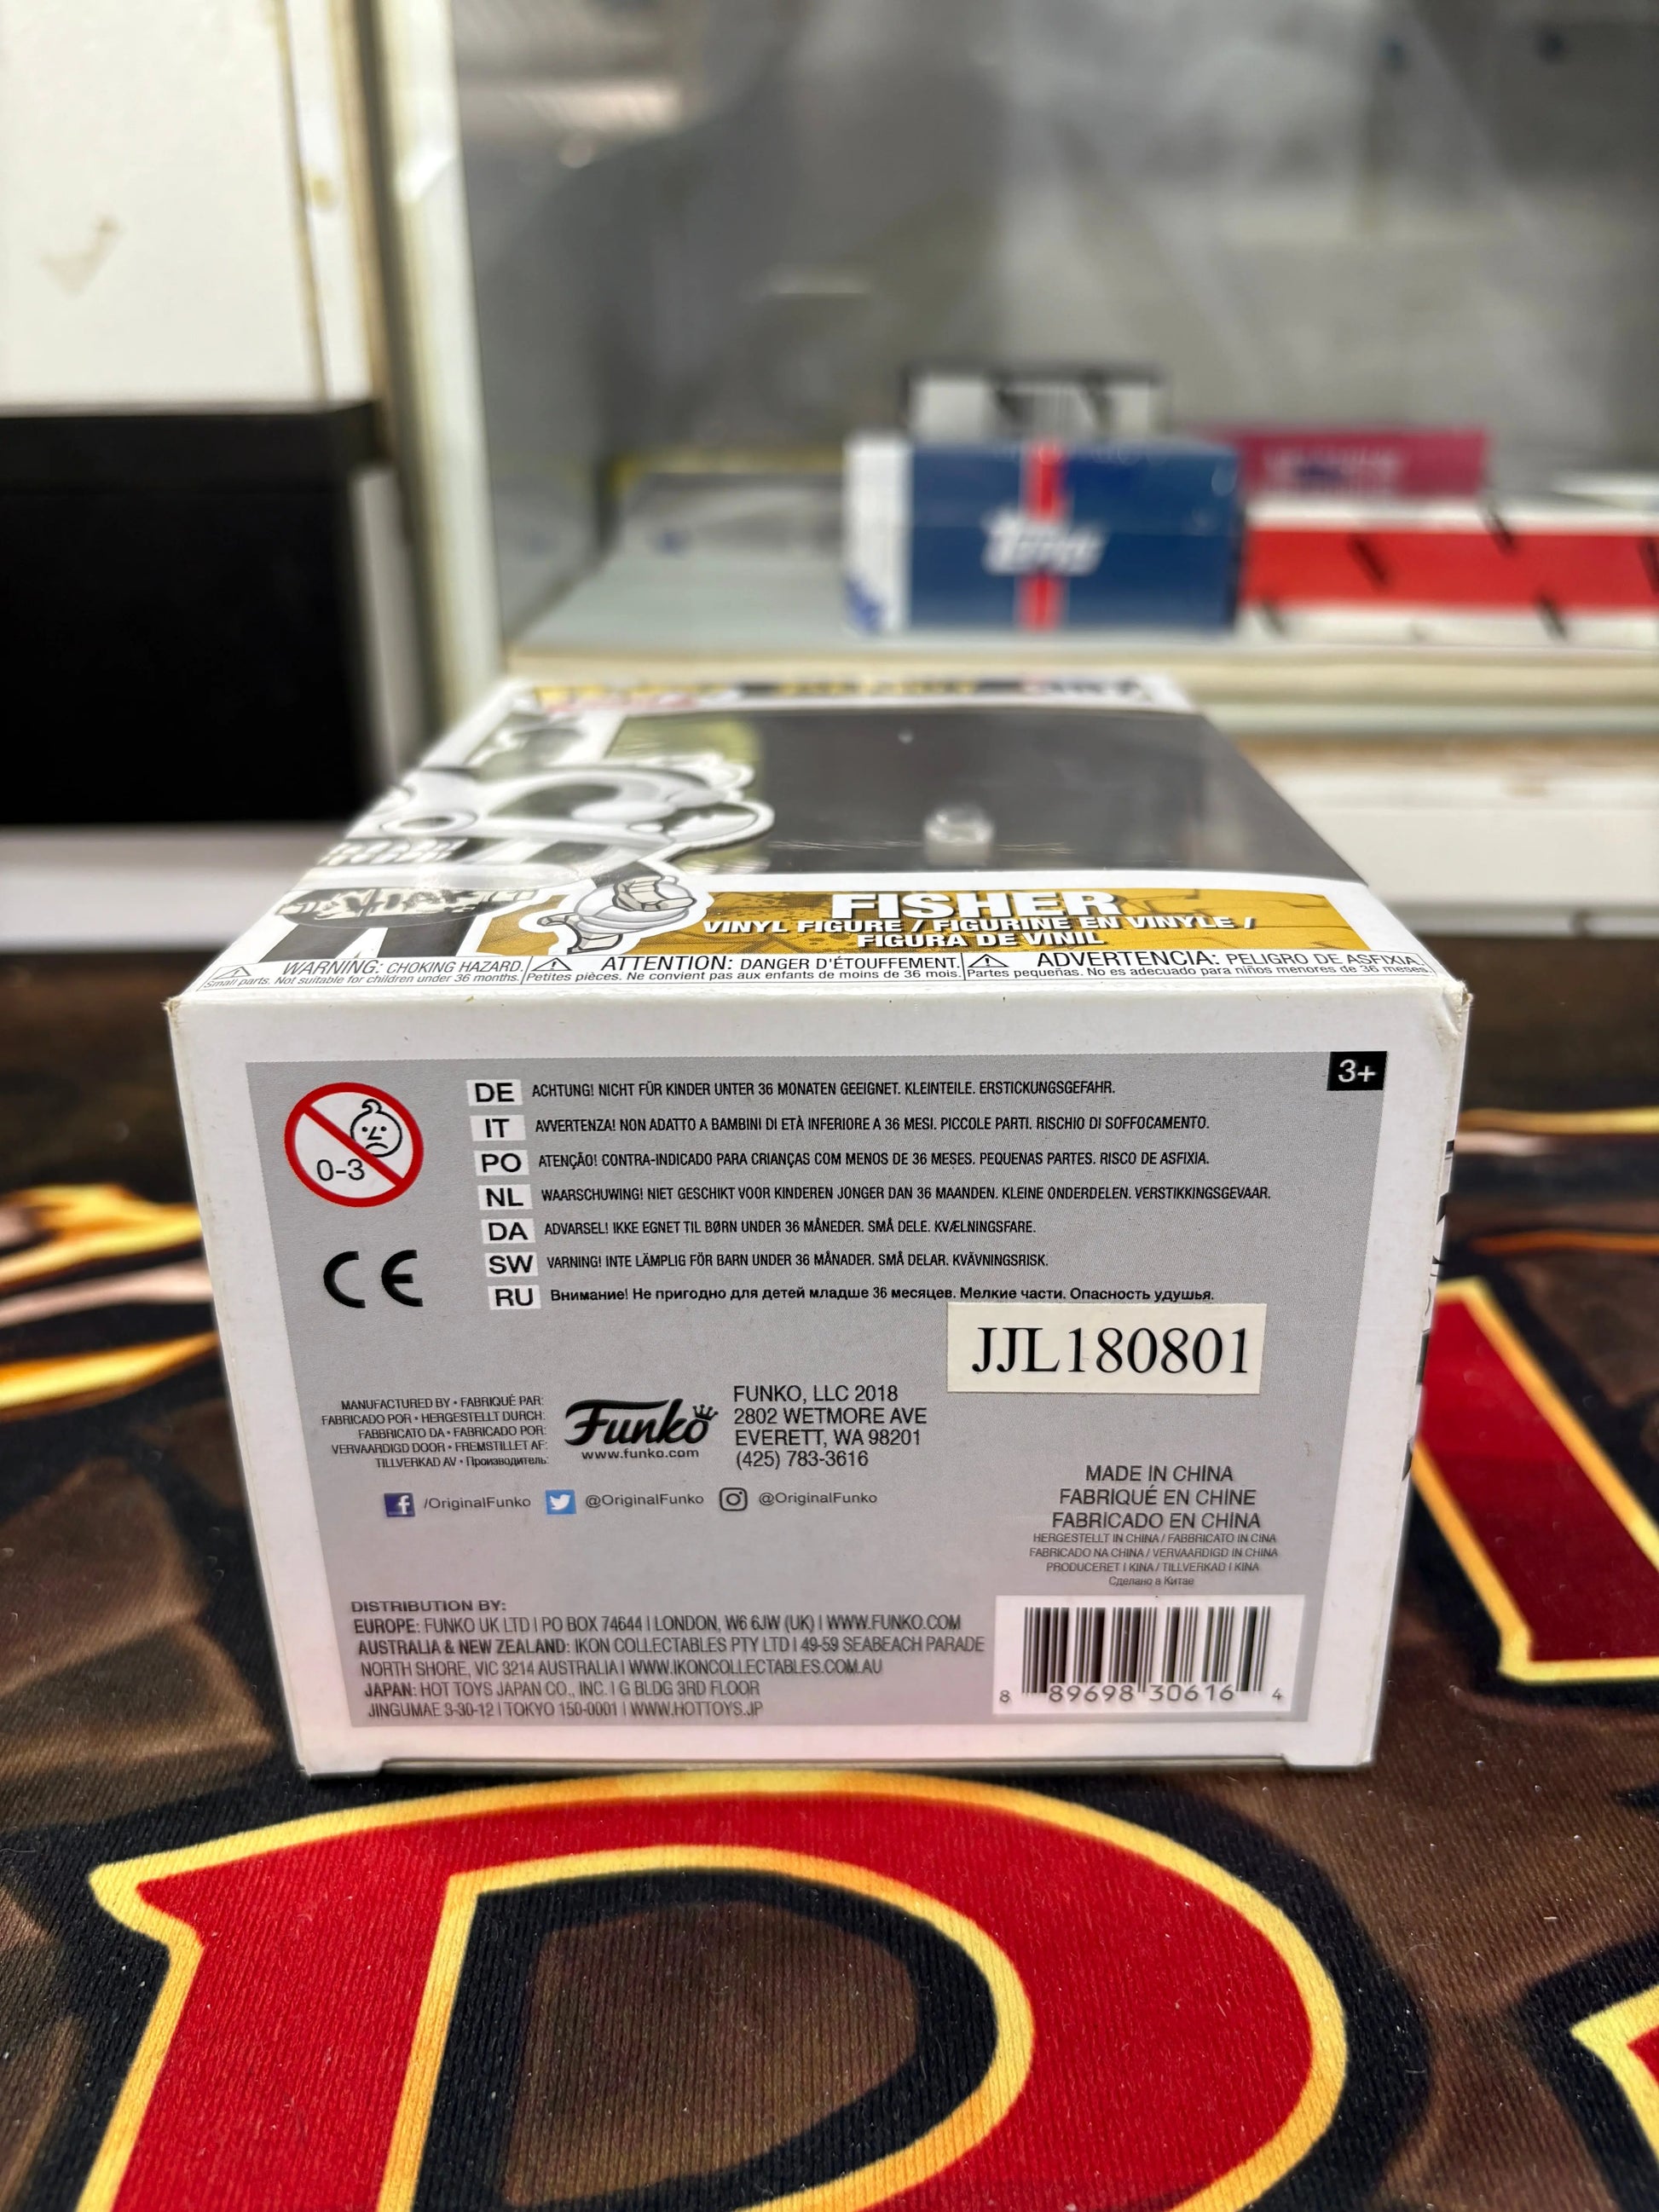 topps
FISHER
VINYL FIGURE / FIGURINE EN VINYLE /
FIGURA DE VINIL
WARNING: CHOKING HAZARD.
Small parts. Not suitable for children under 36 months.
ATTENTION: DANGER D'ÉTOUFFEMENT.
Petites pièces. Ne convient pas aux enfants de moins de 36 mois.
ADVERTENCIA: PELIGRO DE ASFIXIA.
Partes pequeñas. No es adecuado para niños menores de 36 meses.
3+
0-3
DE ACHTUNG! NICHT FÜR KINDER UNTER 36 MONATEN GEEIGNET. KLEINTEILE. ERSTICKUNGSGEFAHR.
IT AVVERTENZA! NON ADATTO A BAMBINI DI ETÀ INFERIORE A 36 MESI. PICCOLE PARTI. RISCHIO DI SOFFOCAMENTO.
PO ATENÇÃO! CONTRA-INDICADO PARA CRIANÇAS COM MENOS DE 36 MESES. PEQUENAS PARTES. RISCO DE ASFIXIA.
NL WAARSCHUWING! NIET GESCHIKT VOOR KINDEREN JONGER DAN 36 MAANDEN. KLEINE ONDERDELEN. VERSTIKKINGSGEVAAR.
DA ADVARSEL! IKKE EGNET TIL BØRN UNDER 36 MÅNEDER. SMÅ DELE. KVÆLNINGSFARE.
SW VARNING! INTE LÄMPLIG FÖR BARN UNDER 36 MÅNADER. SMÅ DELAR. KVÄVNINGSRISK.
RU Внимание! Не пригодно для детей младше 36 месяцев. Мелкие части. Опасность удушья.
CE
JJL180801
MANUFACTURED BY • FABRIQUÉ PAR:
FABRICADO POR • HERGESTELLT DURCH:
FABBRICATO DA • FABRICADO POR:
VERVAARDIGD DOOR • FREMSTILLET AF:
TILLVERKAD AV • Производитель:
Funko
www.funko.com
FUNKO, LLC 2018
2802 WETMORE AVE
EVERETT, WA 98201
(425) 783-3616
/OriginalFunko @OriginalFunko @OriginalFunko
MADE IN CHINA
FABRIQUÉ EN CHINE
FABRICADO EN CHINA
HERGESTELLT IN CHINA / FABBRICATO IN CINA
FABRICADO NA CHINA / VERVAARDIGD IN CHINA
PRODUCERET I KINA / TILLVERKAD I KINA
Сделано в Китае
DISTRIBUTION BY:
EUROPE: FUNKO UK LTD | PO BOX 74644 | LONDON, W6 6JW (UK) | WWW.FUNKO.COM
AUSTRALIA & NEW ZEALAND: IKON COLLECTABLES PTY LTD | 49-59 SEABEACH PARADE
NORTH SHORE, VIC 3214 AUSTRALIA | WWW.IKONCOLLECTABLES.COM.AU
JAPAN: HOT TOYS JAPAN CO., INC. | G BLDG 3RD FLOOR
JINGUMAE 3-30-12 | TOKYO 150-0001 | WWW.HOTTOYS.JP
8 89698 30616 4